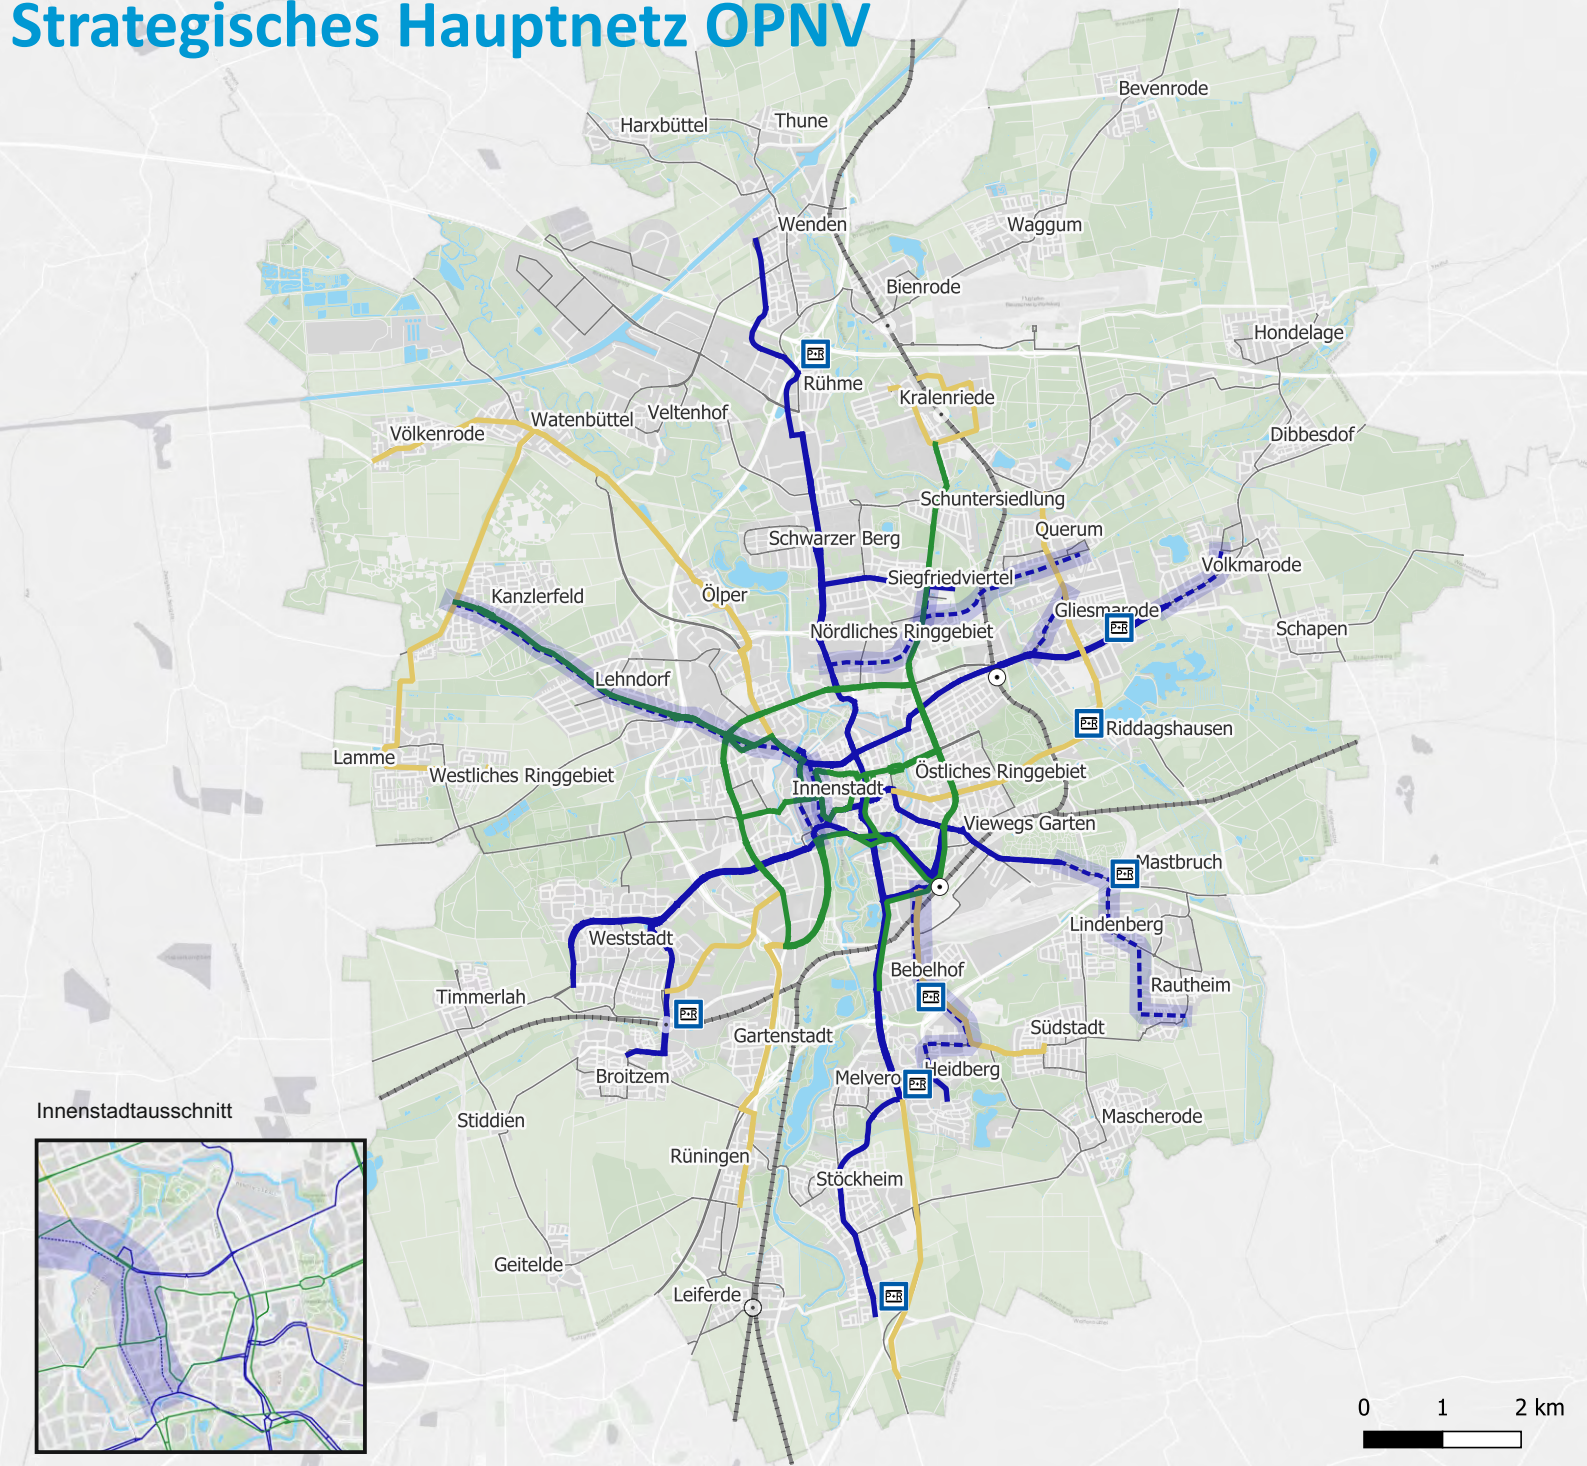 Strategisches Hauptnetz ÖPNV
Bevenrode
Harxbüttel
Thune
Wenden
Waggum
Bienrode
Hondelage
Rühme
P+R
Kralenriede
Watenbüttel
Veltenhof
Völkenrode
Dibbesdof
Schuntersiedlung
Querum
Schwarzer Berg
Volkmarode
Siegfriedviertel
Kanzlerfeld
Ölper
Gliesmarode
P+R
Nördliches Ringgebiet
Schapen
Lehndorf
P+R
Riddagshausen
Lamme
Westliches Ringgebiet
Östliches Ringgebiet
Innenstadt
Viewegs Garten
Mastbruch
P+R
Lindenberg
Weststadt
Bebelhof
P+R
Rautheim
Timmerlah
P+R
Gartenstadt
Südstadt
Broitzem
Melvero
P+R
Heidberg
Innenstadtausschnitt
Stiddien
Mascherode
Rüningen
Stöckheim
Geitelde
Leiferde
P+R
0 1 2 km